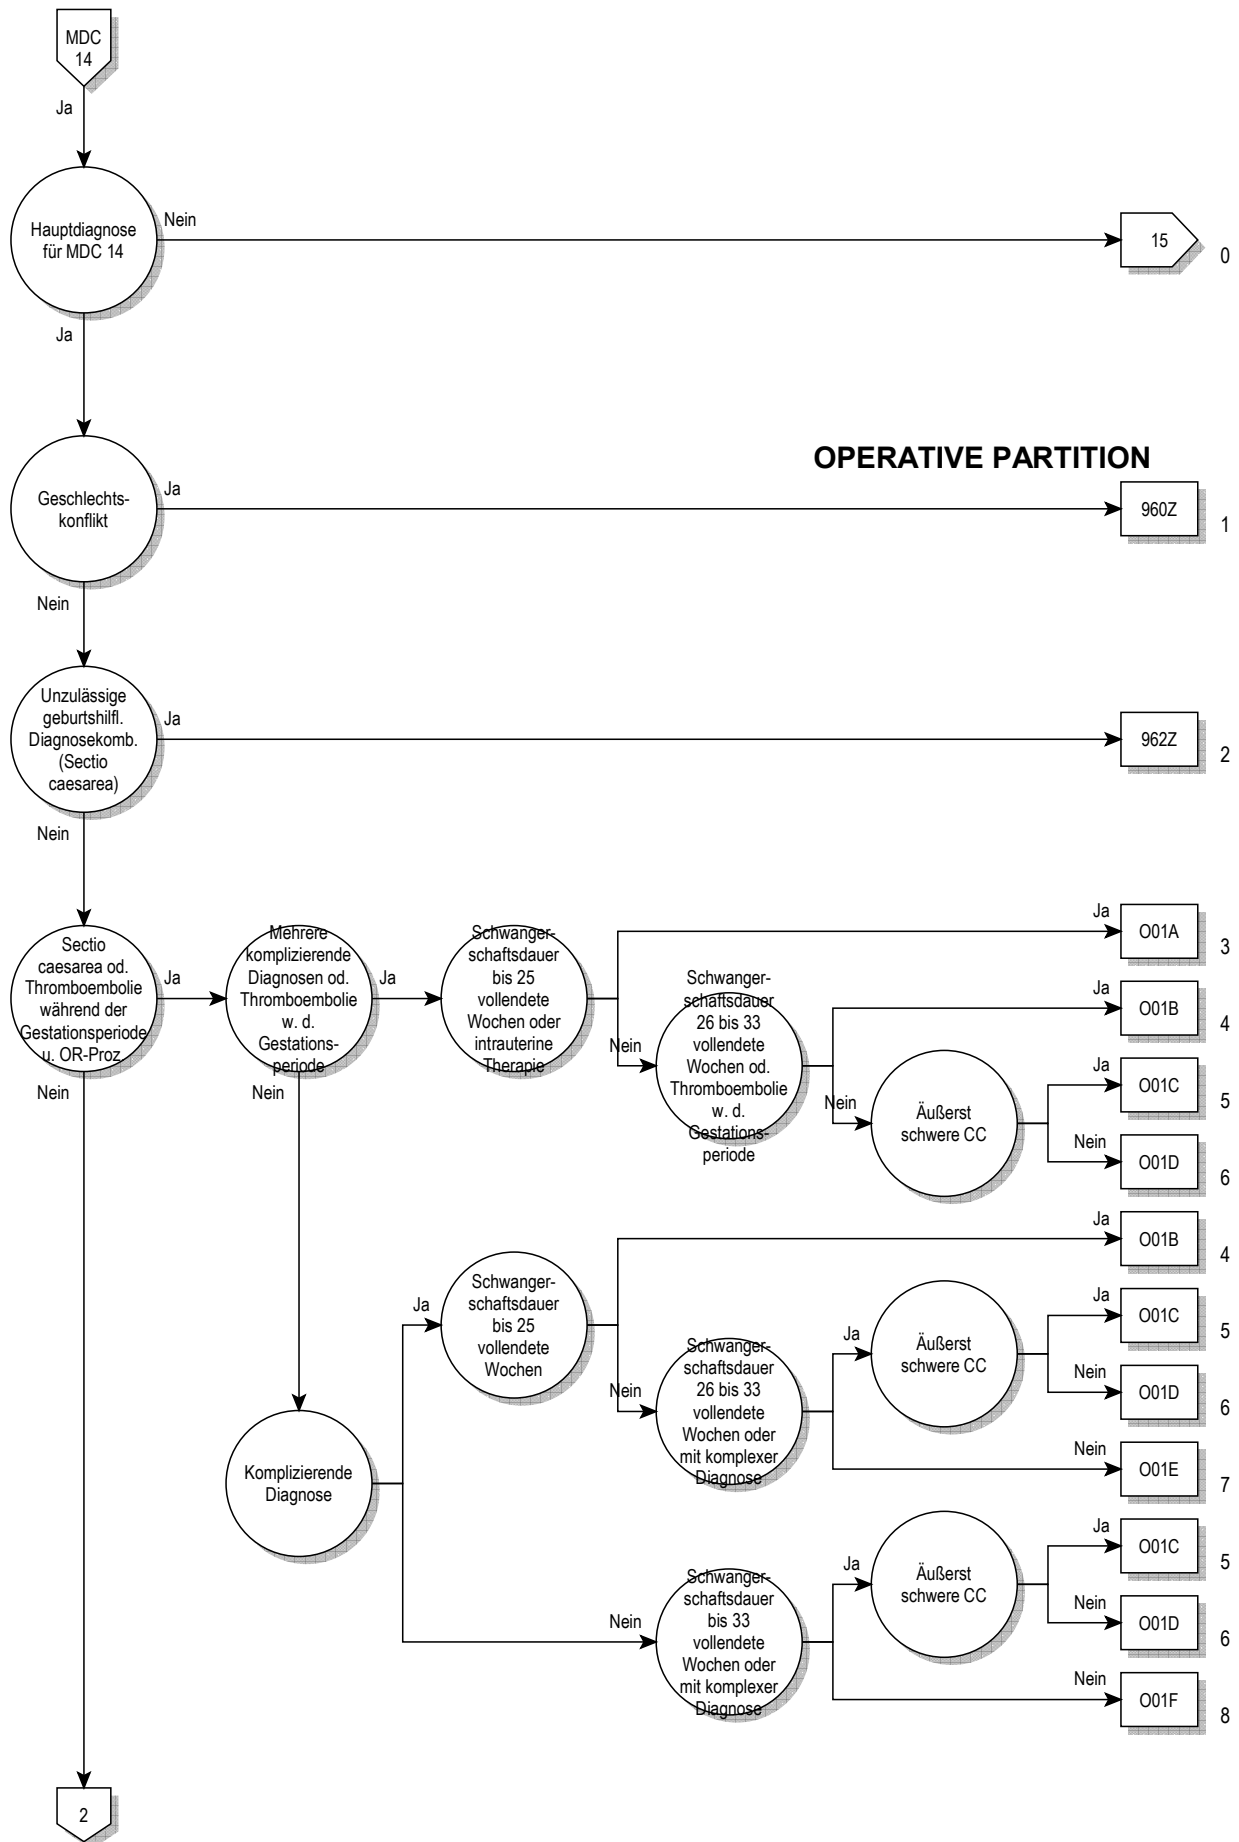 MDC
14
Ja
Hauptdiagnose
für MDC 14
Nein
15
0
Ja
OPERATIVE PARTITION
Geschlechts-
konflikt
Ja
960Z
1
Nein
Unzulässige
geburtshilfl.
Diagnosekomb.
(Sectio
caesarea)
Ja
962Z
2
Nein
Sectio
caesarea od.
Thromboembolie
während der
Gestationsperiode
u. OR-Proz.
Ja
Nein
Mehrere
komplizierende
Diagnosen od.
Thromboembolie
w. d.
Gestations-
periode
Ja
Nein
Schwanger-
schaftsdauer
bis 25
vollendete
Wochen oder
intrauterine
Therapie
Ja
O01A
3
Nein
Schwanger-
schaftsdauer
26 bis 33
vollendete
Wochen od.
Thromboembolie
w. d.
Gestations-
periode
Ja
O01B
4
Nein
Äußerst
schwere CC
Ja
O01C
5
Nein
O01D
6
Komplizierende
Diagnose
Ja
Schwanger-
schaftsdauer
bis 25
vollendete
Wochen
Ja
O01B
4
Nein
Schwanger-
schaftsdauer
26 bis 33
vollendete
Wochen oder
mit komplexer
Diagnose
Ja
Äußerst
schwere CC
Ja
O01C
5
Nein
O01D
6
Nein
O01E
7
Nein
Schwanger-
schaftsdauer
bis 33
vollendete
Wochen oder
mit komplexer
Diagnose
Ja
Äußerst
schwere CC
Ja
O01C
5
Nein
O01D
6
Nein
O01F
8
2